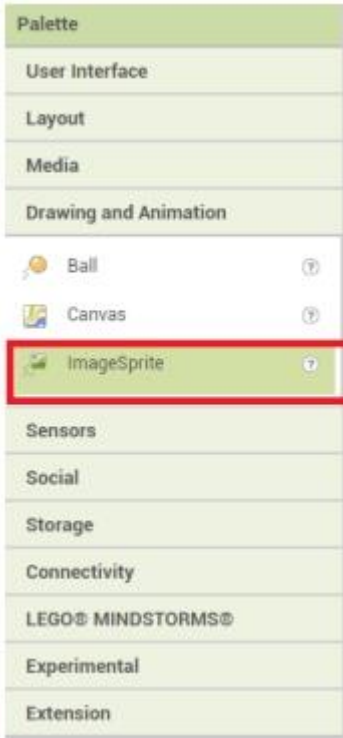 Palette
User Interface
Layout
Media
Drawing and Animation
Ball ?
Canvas ?
ImageSprite ?
Sensors
Social
Storage
Connectivity
LEGO® MINDSTORMS®
Experimental
Extension